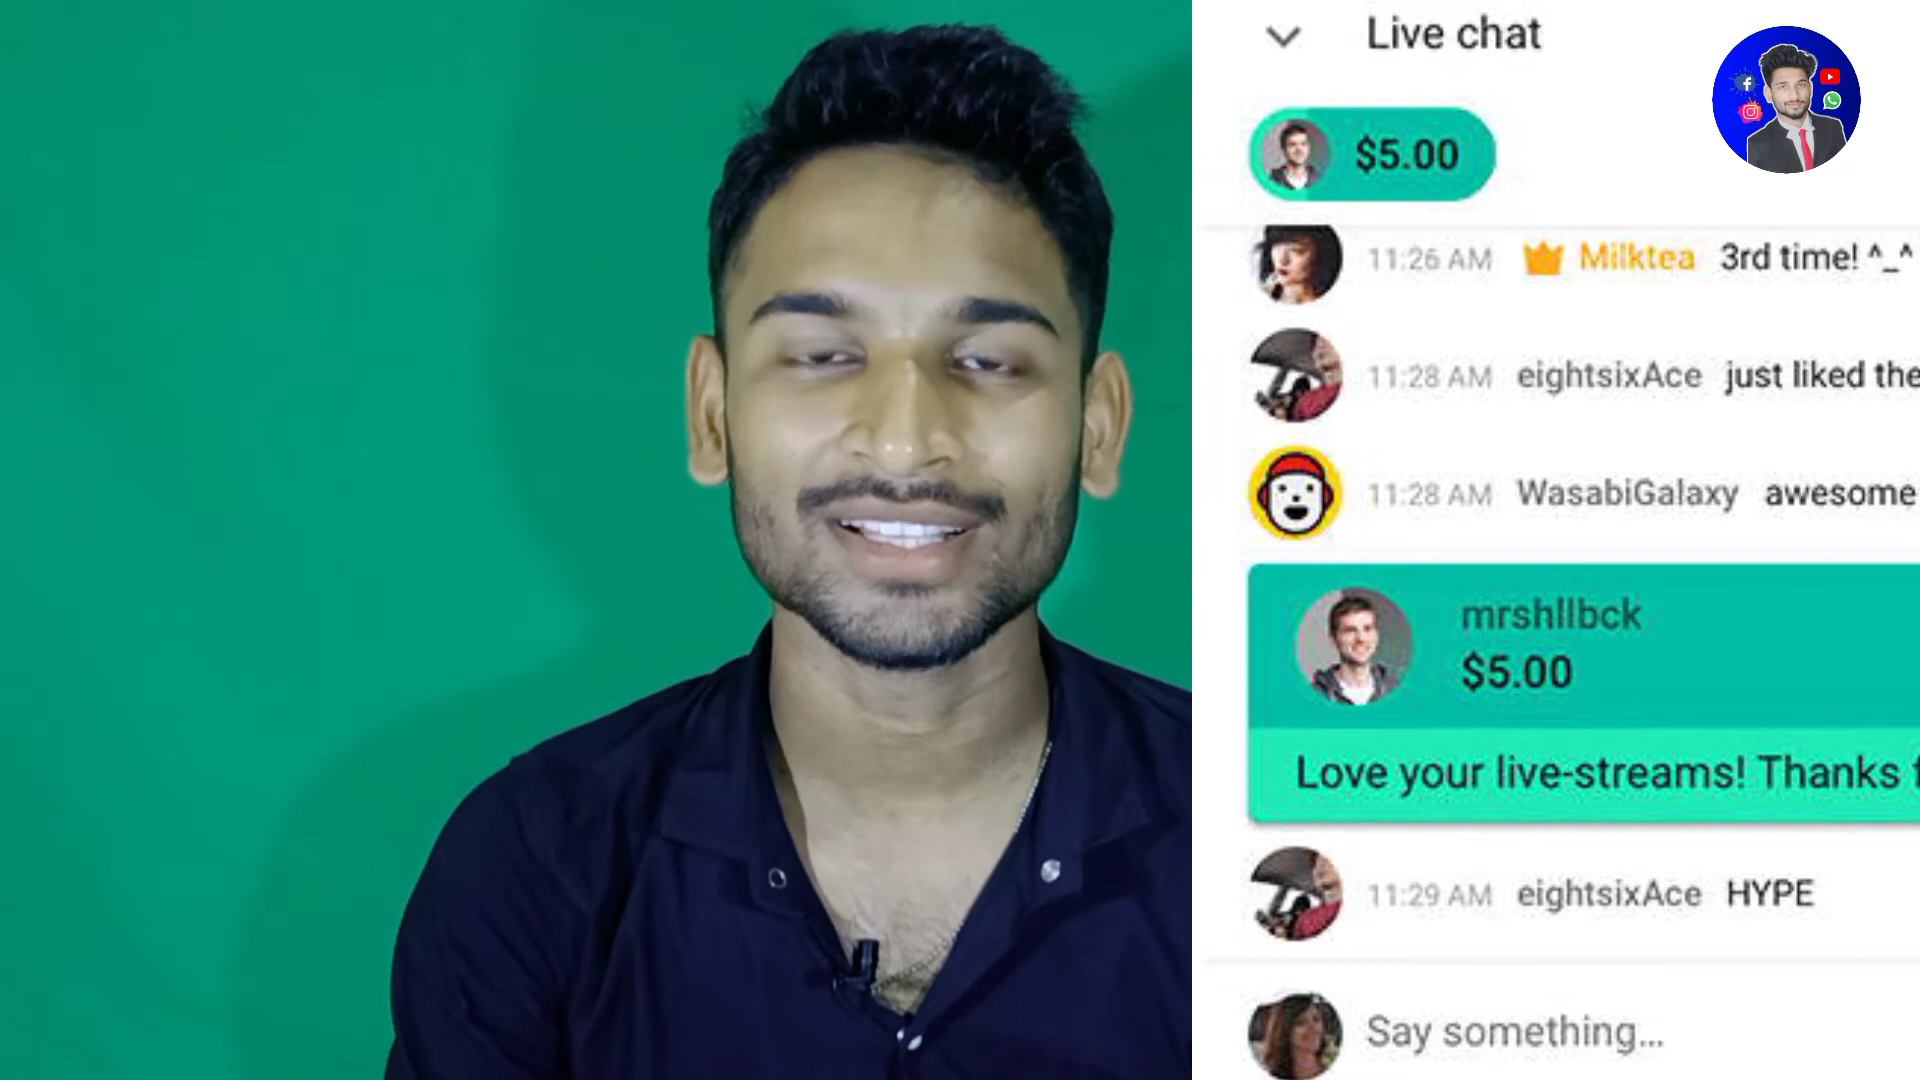 Live chat
$5.00
11:26 AM Milktea 3rd time! ^_^
11:28 AM eightsixAce just liked the
11:28 AM WasabiGalaxy awesome
mrshllbck
$5.00
Love your live-streams! Thanks f
11:29 AM eightsixAce HYPE
Say something...